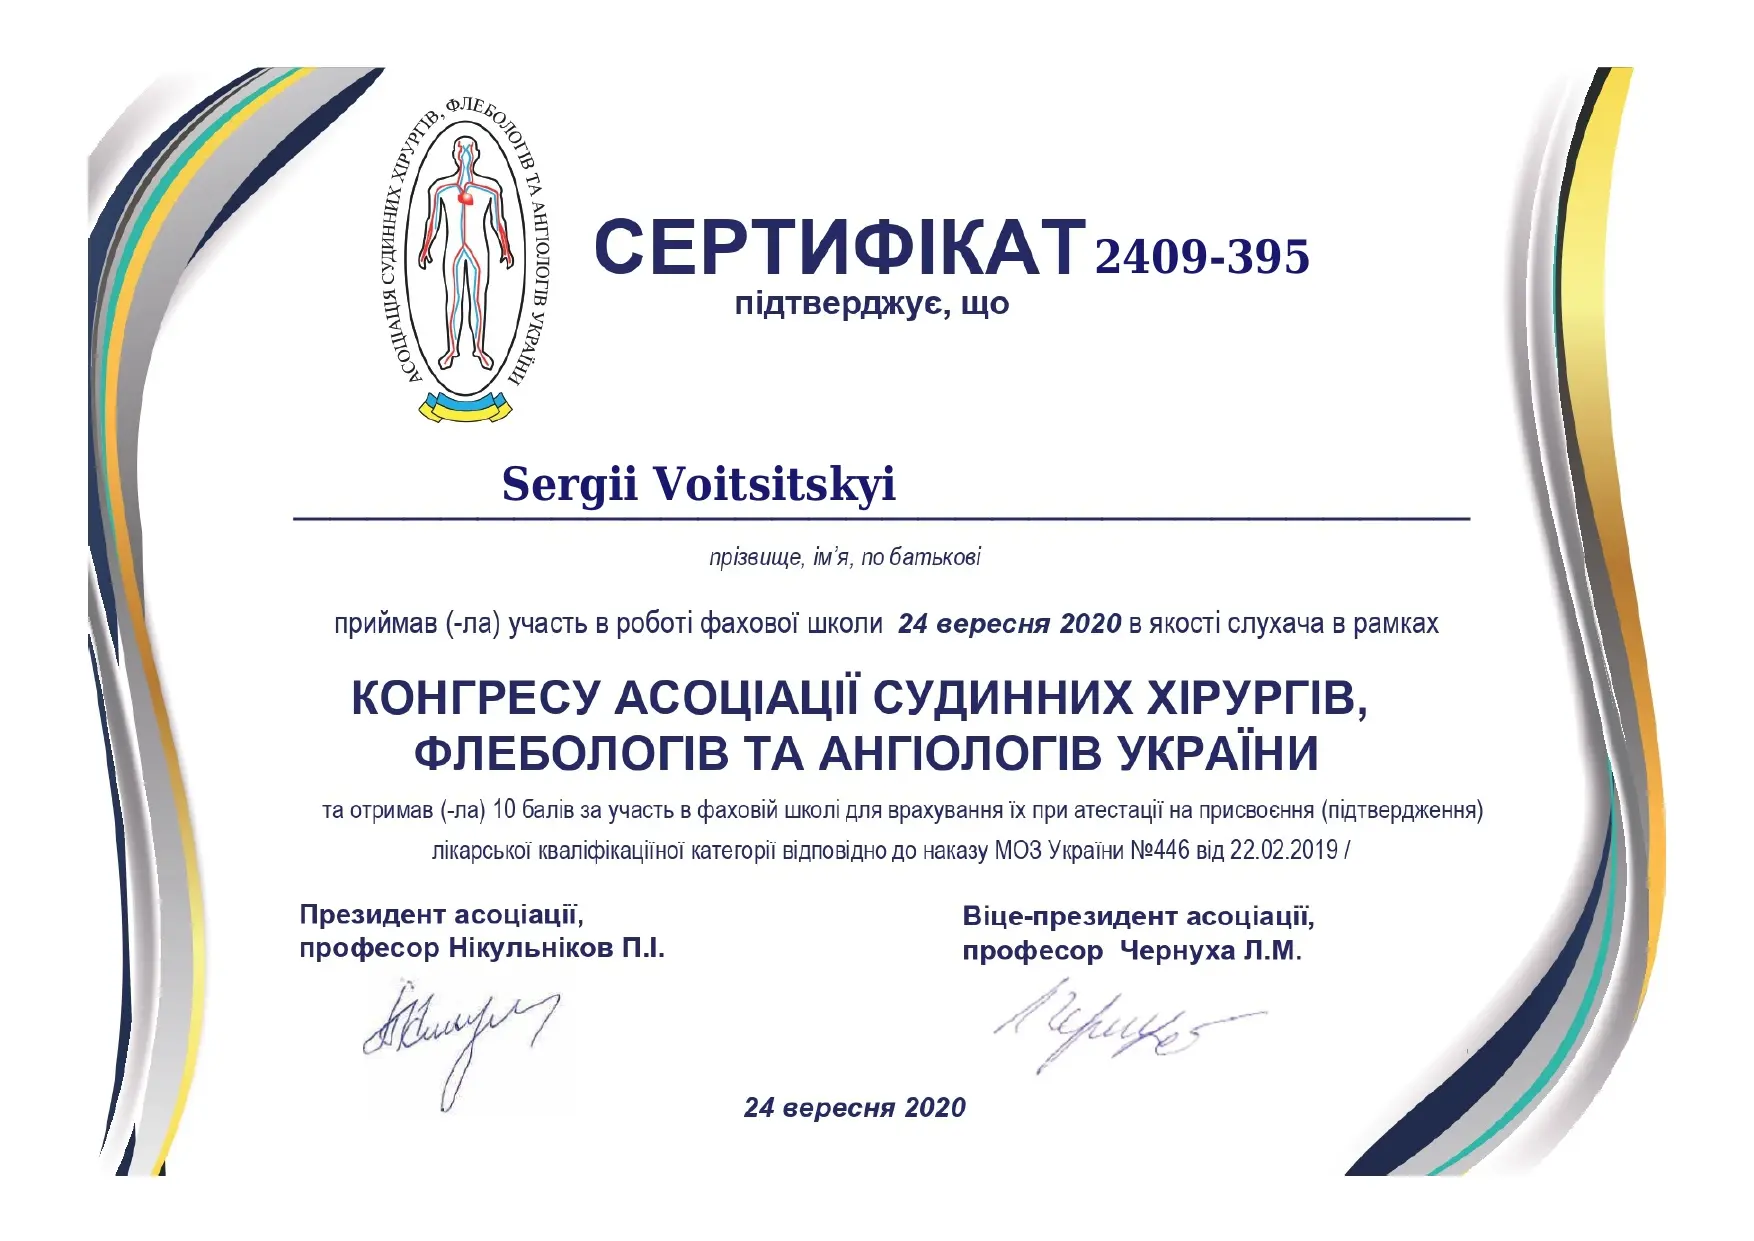 АСОЦІАЦІЯ СУДИННИХ ХІРУРГІВ, ФЛЕБОЛОГІВ ТА АНГІОЛОГІВ УКРАЇНИ
СЕРТИФІКАТ 2409-395
підтверджує, що
Sergii Voitsitskyi
прізвище, ім’я, по батькові
приймав (-ла) участь в роботі фахової школи 24 вересня 2020 в якості слухача в рамках
КОНГРЕСУ АСОЦІАЦІЇ СУДИННИХ ХІРУРГІВ,
ФЛЕБОЛОГІВ ТА АНГІОЛОГІВ УКРАЇНИ
та отримав (-ла) 10 балів за участь в фаховій школі для врахування їх при атестації на присвоєння (підтвердження)
лікарської кваліфікаціїної категорії відповідно до наказу МОЗ України №446 від 22.02.2019 /
Президент асоціації,
професор Нікульніков П.І.
Віце-президент асоціації,
професор Чернуха Л.М.
24 вересня 2020